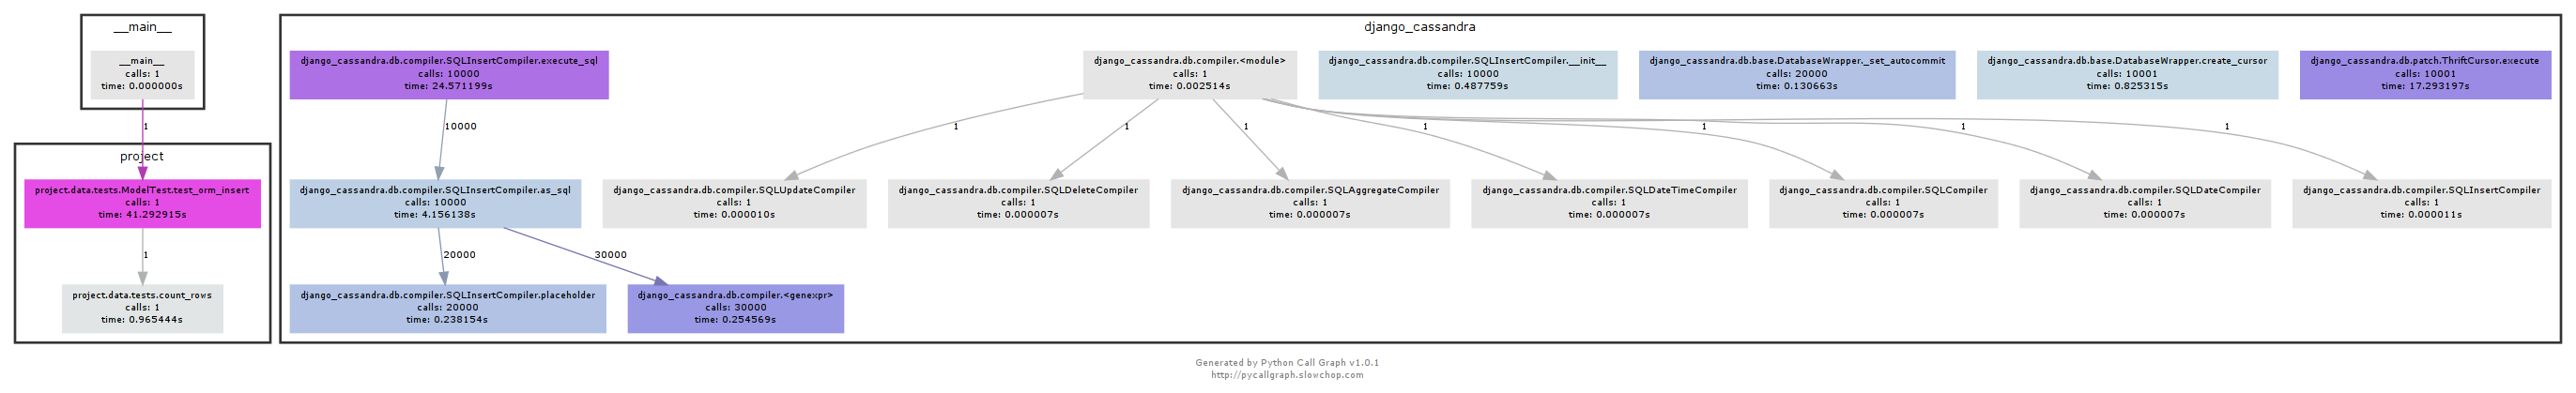 __main__
__main__
calls: 1
time: 0.000000s
1
project
project.data.tests.ModelTest.test_orm_insert
calls: 1
time: 41.292915s
1
project.data.tests.count_rows
calls: 1
time: 0.965444s
django_cassandra
django_cassandra.db.compiler.SQLInsertCompiler.execute_sql
calls: 10000
time: 24.571199s
django_cassandra.db.compiler.<module>
calls: 1
time: 0.002514s
django_cassandra.db.compiler.SQLInsertCompiler.__init__
calls: 10000
time: 0.487759s
django_cassandra.db.base.DatabaseWrapper._set_autocommit
calls: 20000
time: 0.130663s
django_cassandra.db.base.DatabaseWrapper.create_cursor
calls: 10001
time: 0.825315s
django_cassandra.db.patch.ThriftCursor.execute
calls: 10001
time: 17.293197s
10000
1
1
1
1
1
1
1
django_cassandra.db.compiler.SQLInsertCompiler.as_sql
calls: 10000
time: 4.156138s
django_cassandra.db.compiler.SQLUpdateCompiler
calls: 1
time: 0.000010s
django_cassandra.db.compiler.SQLDeleteCompiler
calls: 1
time: 0.000007s
django_cassandra.db.compiler.SQLAggregateCompiler
calls: 1
time: 0.000007s
django_cassandra.db.compiler.SQLDateTimeCompiler
calls: 1
time: 0.000007s
django_cassandra.db.compiler.SQLCompiler
calls: 1
time: 0.000007s
django_cassandra.db.compiler.SQLDateCompiler
calls: 1
time: 0.000007s
django_cassandra.db.compiler.SQLInsertCompiler
calls: 1
time: 0.000011s
20000
30000
django_cassandra.db.compiler.SQLInsertCompiler.placeholder
calls: 20000
time: 0.238154s
django_cassandra.db.compiler.<genexpr>
calls: 30000
time: 0.254569s
Generated by Python Call Graph v1.0.1
http://pycallgraph.slowchop.com